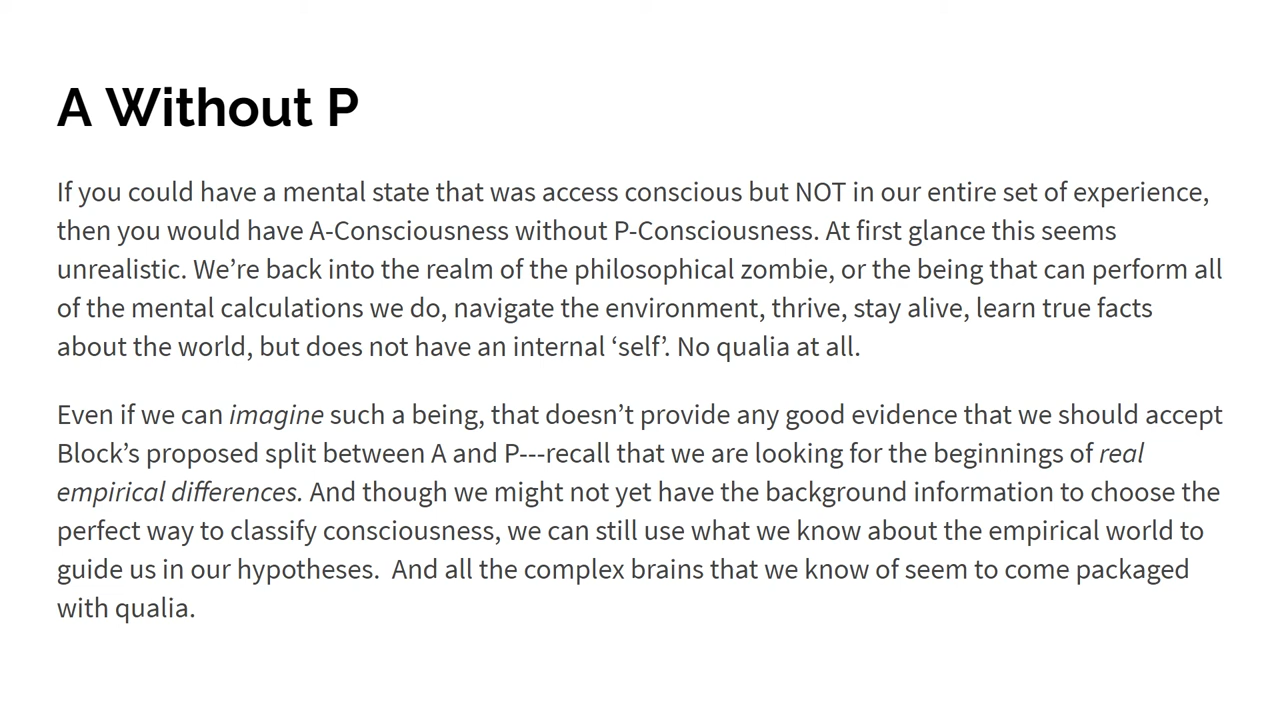 A Without P
If you could have a mental state that was access conscious but NOT in our entire set of experience,
then you would have A-Consciousness without P-Consciousness. At first glance this seems
unrealistic. We’re back into the realm of the philosophical zombie, or the being that can perform all
of the mental calculations we do, navigate the environment, thrive, stay alive, learn true facts
about the world, but does not have an internal ‘self’. No qualia at all.
Even if we can imagine such a being, that doesn’t provide any good evidence that we should accept
Block’s proposed split between A and P---recall that we are looking for the beginnings of real
empirical differences. And though we might not yet have the background information to choose the
perfect way to classify consciousness, we can still use what we know about the empirical world to
guide us in our hypotheses.  And all the complex brains that we know of seem to come packaged
with qualia.